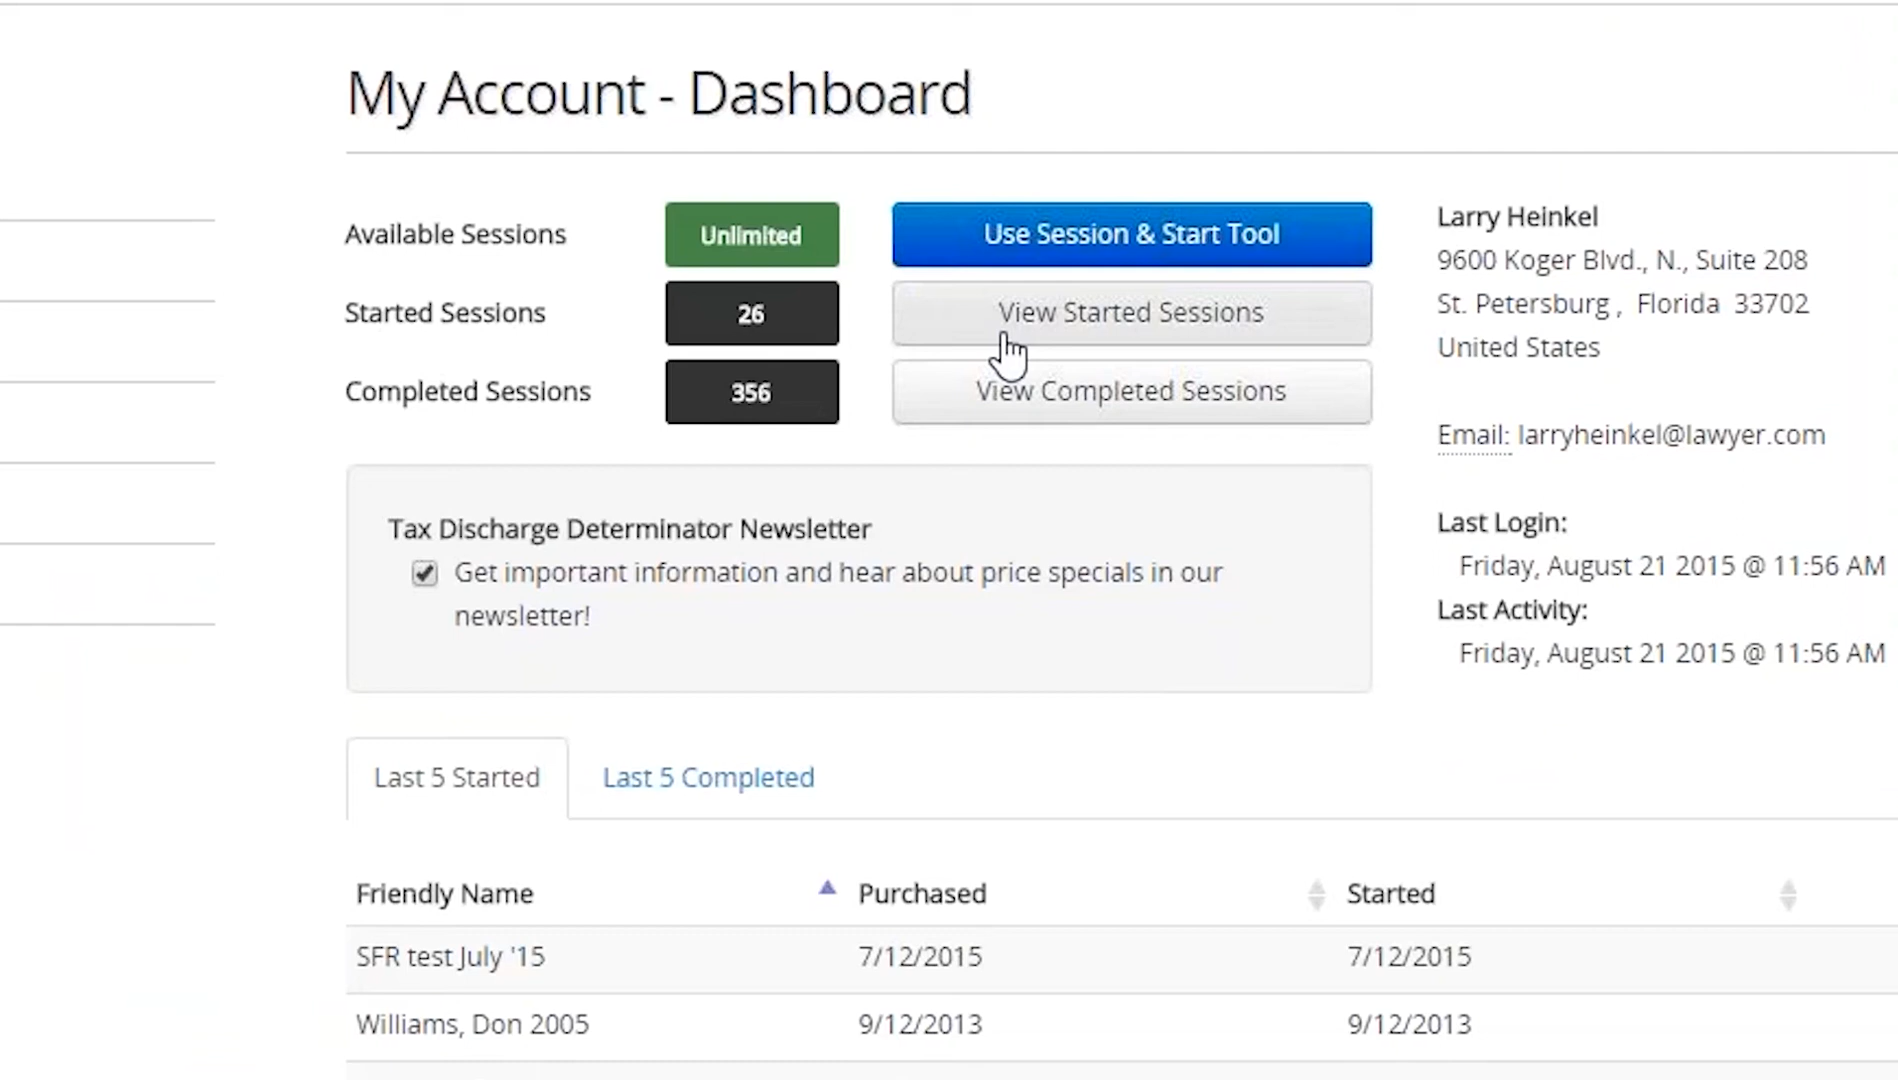 My Account - Dashboard
Available Sessions
Unlimited
Use Session & Start Tool
Started Sessions
26
View Started Sessions
Completed Sessions
356
View Completed Sessions
Larry Heinkel
9600 Koger Blvd., N., Suite 208
St. Petersburg , Florida 33702
United States
Email: larryheinkel@lawyer.com
Last Login:
Friday, August 21 2015 @ 11:56 AM
Last Activity:
Friday, August 21 2015 @ 11:56 AM
Tax Discharge Determinator Newsletter
Get important information and hear about price specials in our
newsletter!
Last 5 Started
Last 5 Completed
Friendly Name Purchased Started
SFR test July '15 7/12/2015 7/12/2015
Williams, Don 2005 9/12/2013 9/12/2013